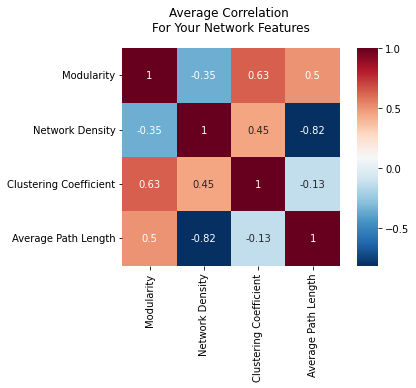 Average Correlation
For Your Network Features
Modularity
1
-0.35
0.63
0.5
Network Density
-0.35
1
0.45
-0.82
Clustering Coefficient
0.63
0.45
1
-0.13
Average Path Length
0.5
-0.82
-0.13
1
Modularity
Network Density
Clustering Coefficient
Average Path Length
1.0
0.5
0.0
−0.5